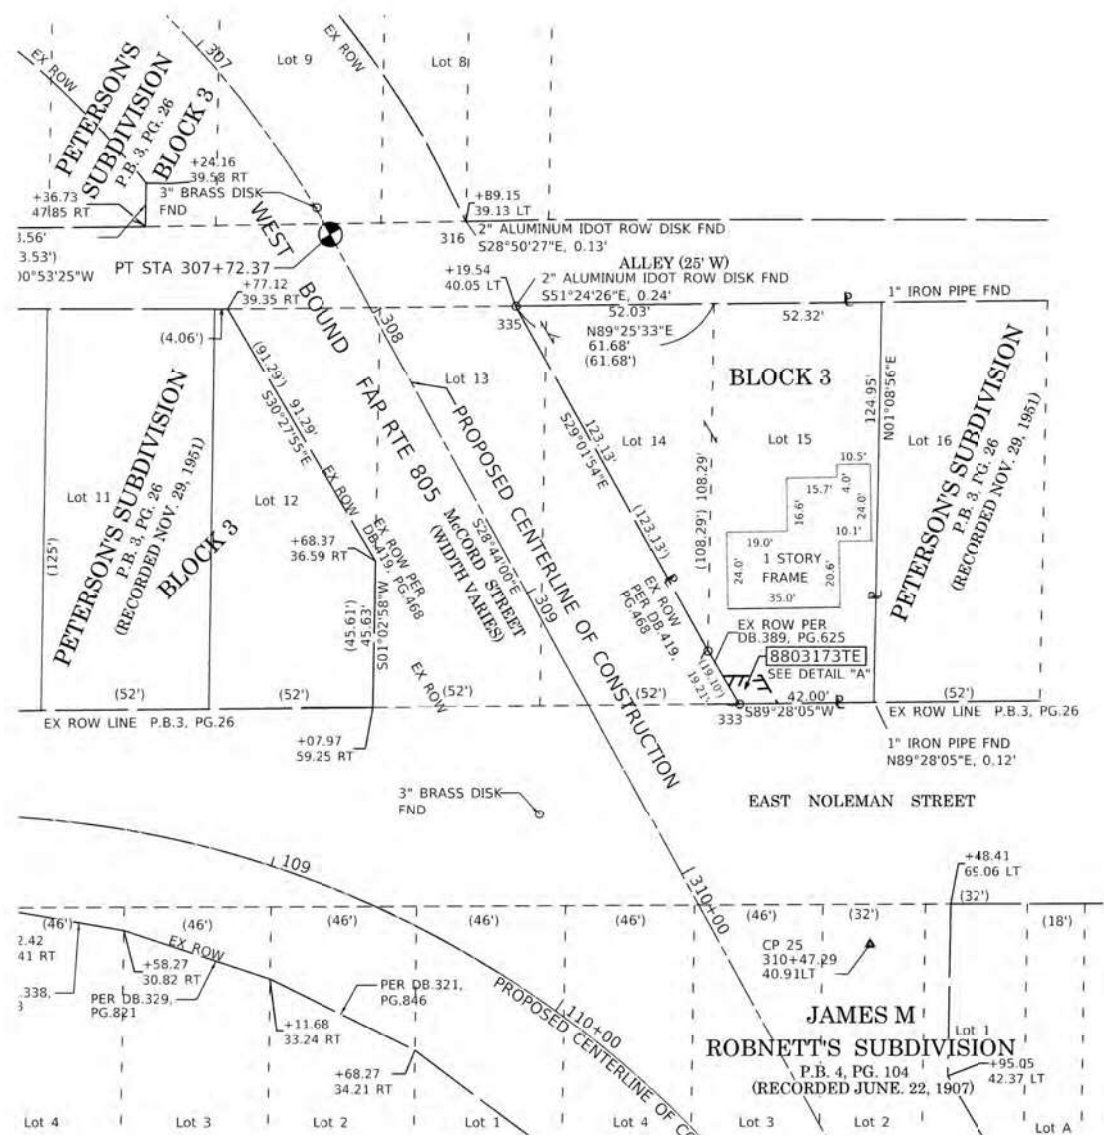 307
Lot 9
EX ROW
Lot 8
EX ROW
PETERSON'S
SUBDIVISION
P.B. 3, PG. 26
BLOCK 3
+24.16
39.58 RT
3" BRASS DISK
FND
+36.73
47.85 RT
3.53')
00°53'25"W
PT STA 307+72.37
WEST
BOUND
FAR RTE 805
+89.15
39.13 LT
316
2" ALUMINUM IDOT ROW DISK FND
S28°50'27"E, 0.13'
ALLEY (25' W)
+19.54
40.05 LT
2" ALUMINUM IDOT ROW DISK FND
S51°24'26"E, 0.24'
335
52.03'
52.32'
1" IRON PIPE FND
N89°25'33"E
61.68'
(61.68')
+77.12
39.35 RT
(4.06')
308
(91.29')
91.29'
S30°27'55"E
Lot 13
BLOCK 3
124.95'
N01°08'56"E
Lot 14
Lot 15
Lot 16
123.13'
S29°01'54"E
(123.13')
108.29'
(108.29')
10.5'
15.7'
4.0'
24.0'
16.6'
10.1'
19.0'
24.0'
1 STORY
FRAME
20.6'
35.0'
PETERSON'S SUBDIVISION
P.B. 3, PG. 26
(RECORDED NOV. 29, 1951)
PETERSON'S SUBDIVISION
P.B. 3, PG. 26
(RECORDED NOV. 29, 1951)
BLOCK 3
Lot 11
Lot 12
(125')
EX ROW
+68.37
36.59 RT
EX ROW PER
DB.419, PG.468
(45.61')
45.63'
S01°02'58"W
EX ROW
McCORD STREET
(WIDTH VARIES)
S28°44'00"E
309
PROPOSED CENTERLINE OF CONSTRUCTION
EX ROW
PER DB.419,
PG.468
EX ROW PER
DB.389, PG.625
8803173TE
SEE DETAIL "A"
(19.10')
19.21'
42.00'
333
S89°28'05"W
(52')
(52')
(52')
(52')
(52')
EX ROW LINE P.B.3, PG.26
EX ROW LINE P.B.3, PG.26
+07.97
59.25 RT
1" IRON PIPE FND
N89°28'05"E, 0.12'
3" BRASS DISK
FND
EAST NOLEMAN STREET
109
310+00
+48.41
69.06 LT
(46')
(46')
(46')
(46')
(46')
(46')
(32')
(32')
(18')
2.42
41 RT
EX ROW
+58.27
30.82 RT
.338,
PER DB.329,
PG.821
PER DB.321,
PG.846
CP 25
310+47.29
40.91LT
+11.68
33.24 RT
110+00
PROPOSED CENTERLINE OF CO
JAMES M
ROBNETT'S SUBDIVISION
P.B. 4, PG. 104
(RECORDED JUNE. 22, 1907)
Lot 1
+95.05
42.37 LT
+68.27
34.21 RT
Lot 4
Lot 3
Lot 2
Lot 1
Lot 4
Lot 3
Lot 2
Lot A